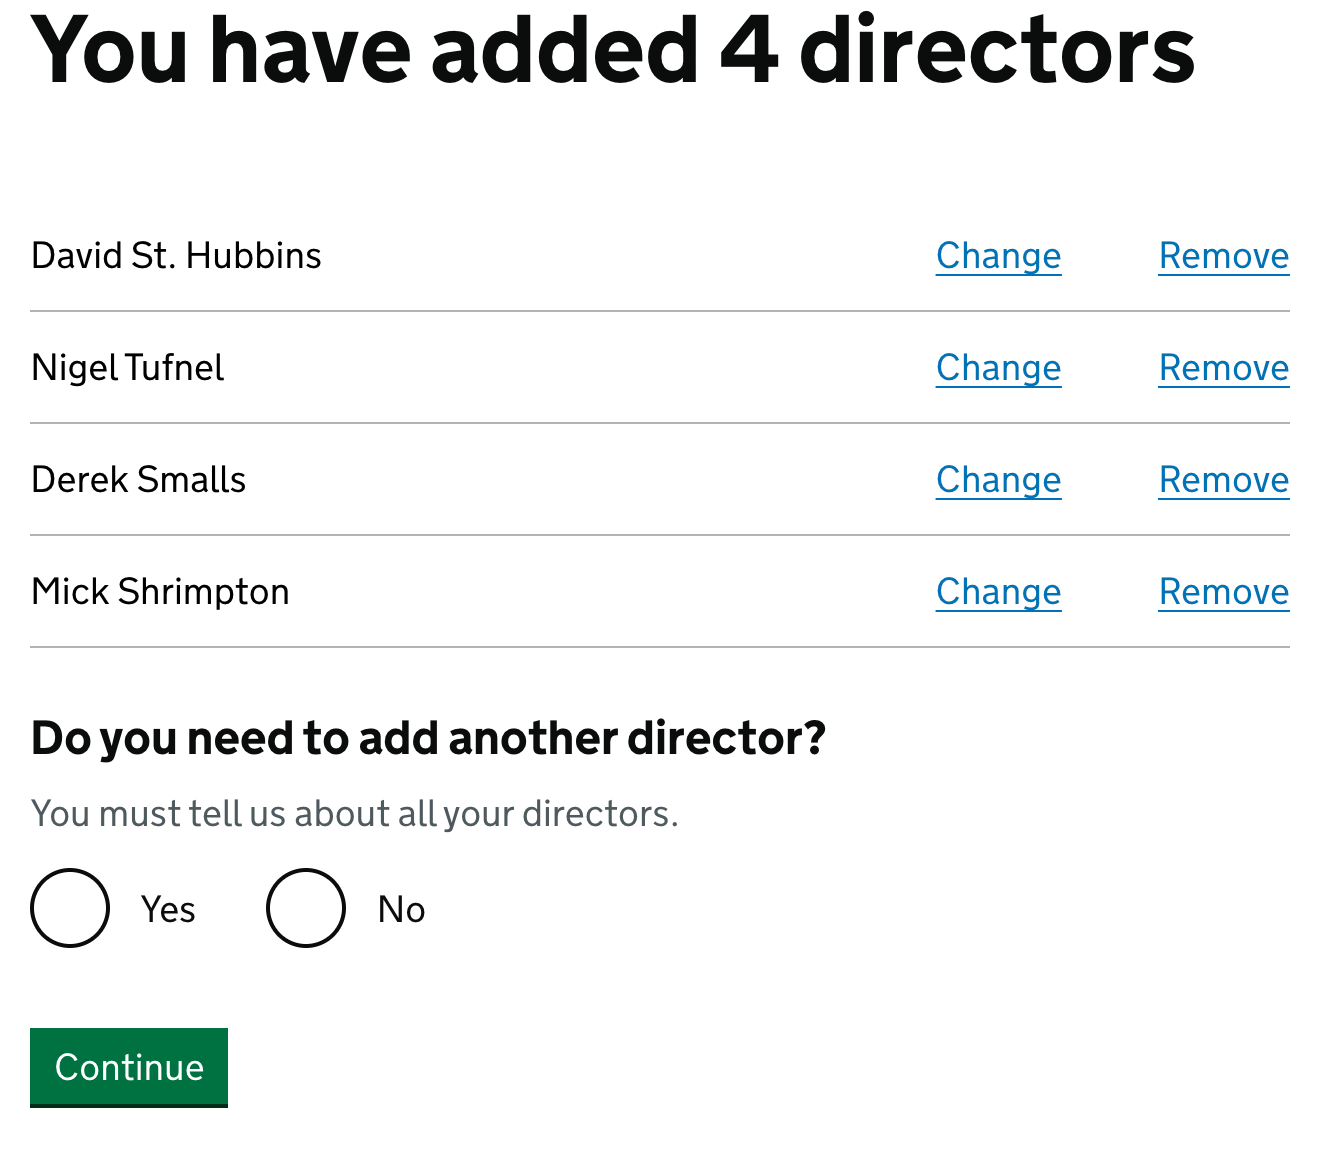 You have added 4 directors
David St. Hubbins Change Remove
Nigel Tufnel Change Remove
Derek Smalls Change Remove
Mick Shrimpton Change Remove
Do you need to add another director?
You must tell us about all your directors.
Yes No
Continue